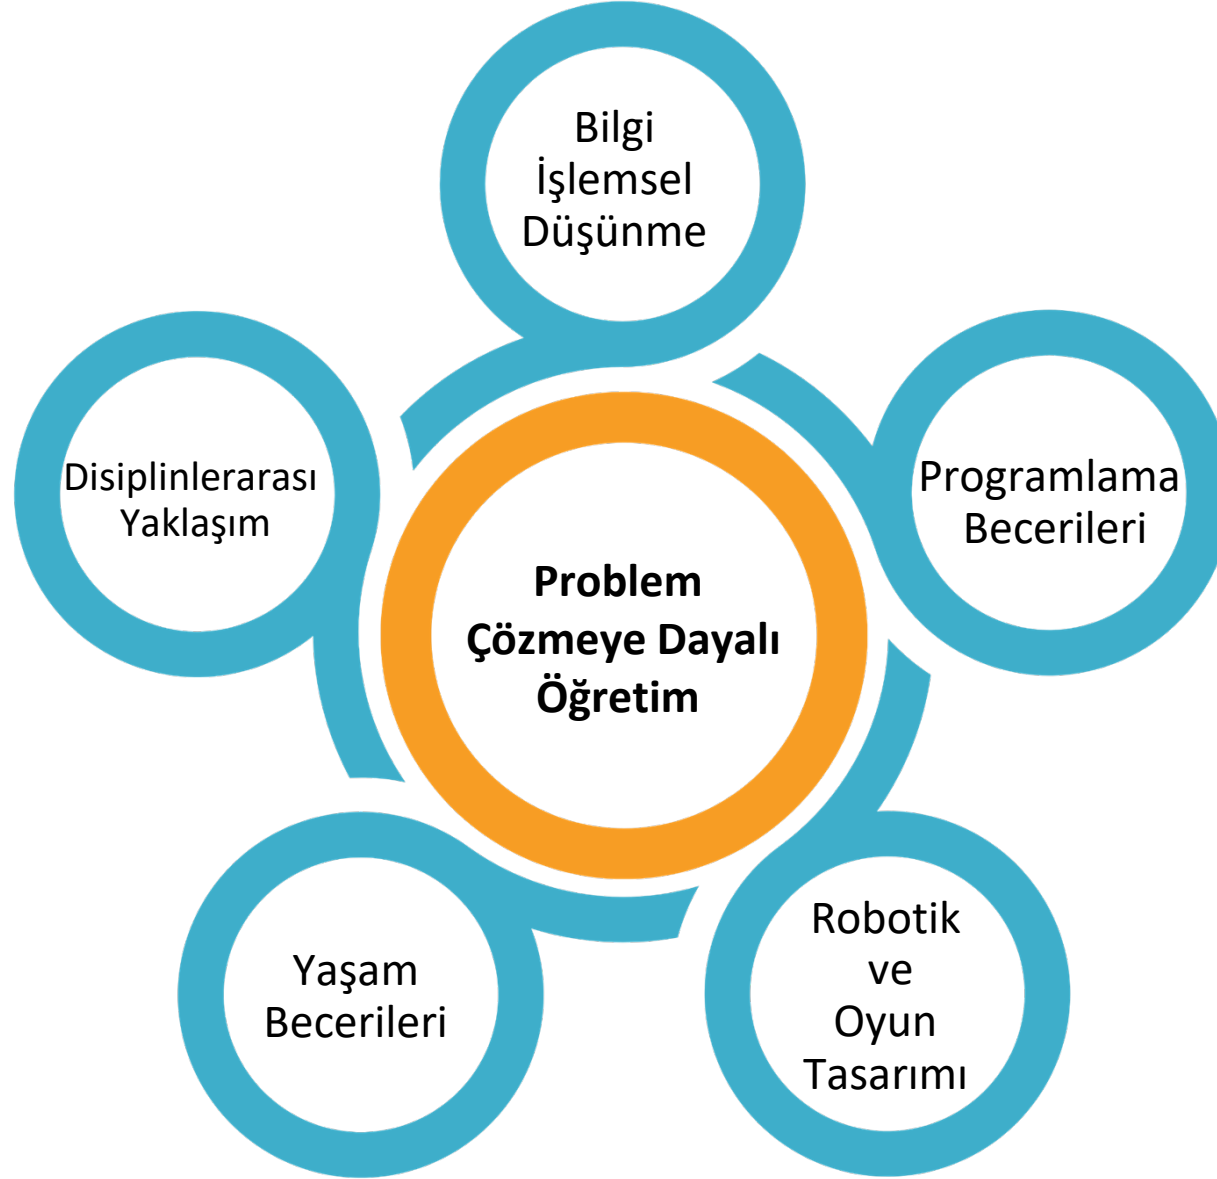 Bilgi
İşlemsel
Düşünme
Programlama
Becerileri
Robotik
ve
Oyun
Tasarımı
Yaşam
Becerileri
Disiplinlerarası
Yaklaşım
Problem
Çözmeye Dayalı
Öğretim